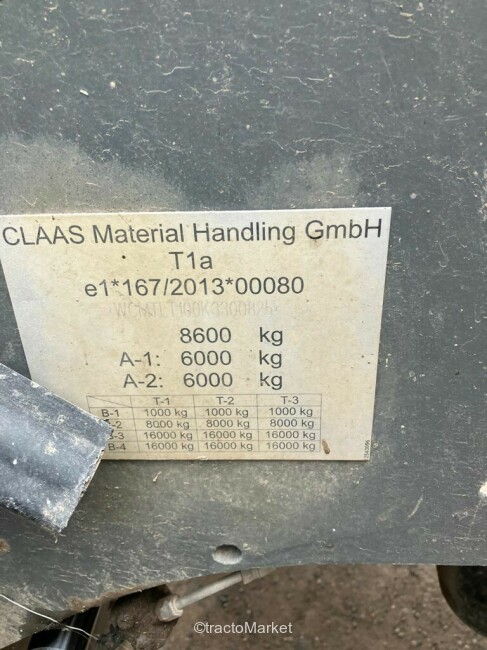 CLAAS Material Handling GmbH
T1a
e1*167/2013*00080
8600 kg
A-1: 6000 kg
A-2: 6000 kg
T-1 T-2 T-3
B-1 1000 kg 1000 kg 1000 kg
-2 8000 kg 8000 kg 8000 kg
B-3 16000 kg 16000 kg 16000 kg
B-4 16000 kg 16000 kg 16000 kg
©tractoMarket